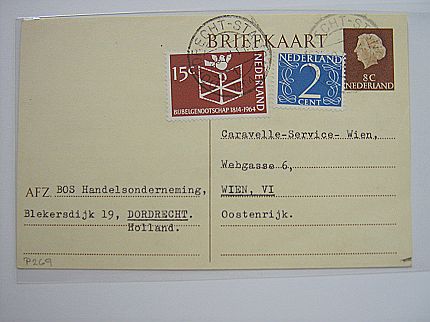 BRIEFKAART
15c
NEDERLAND
BIJBELGENOOTSCHAP 1814-1964
NEDERLAND
2
CENT
8C
NEDERLAND
Caravelle-Service- Wien,
Webgasse 6,
WIEN, VI
Oostenrijk.
AFZ BOS Handelsonderneming,
Blekersdijk 19, DORDRECHT.
Holland.
P269